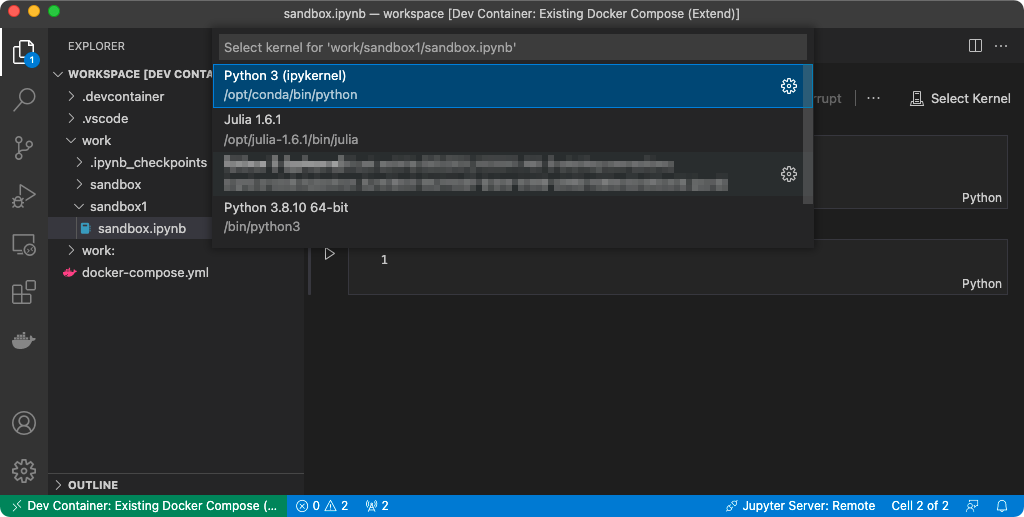 sandbox.ipynb — workspace [Dev Container: Existing Docker Compose (Extend)]
EXPLORER
Select kernel for 'work/sandbox1/sandbox.ipynb'
WORKSPACE [DEV CONTA
Python 3 (ipykernel)
/opt/conda/bin/python
Julia 1.6.1
/opt/julia-1.6.1/bin/julia
Python 3.8.10 64-bit
/bin/python3
rrupt
Select Kernel
1
.devcontainer
.vscode
work
.ipynb_checkpoints
sandbox
sandbox1
sandbox.ipynb
work:
docker-compose.yml
Python
1
Python
OUTLINE
Dev Container: Existing Docker Compose (...
0
2
2
Jupyter Server: Remote
Cell 2 of 2